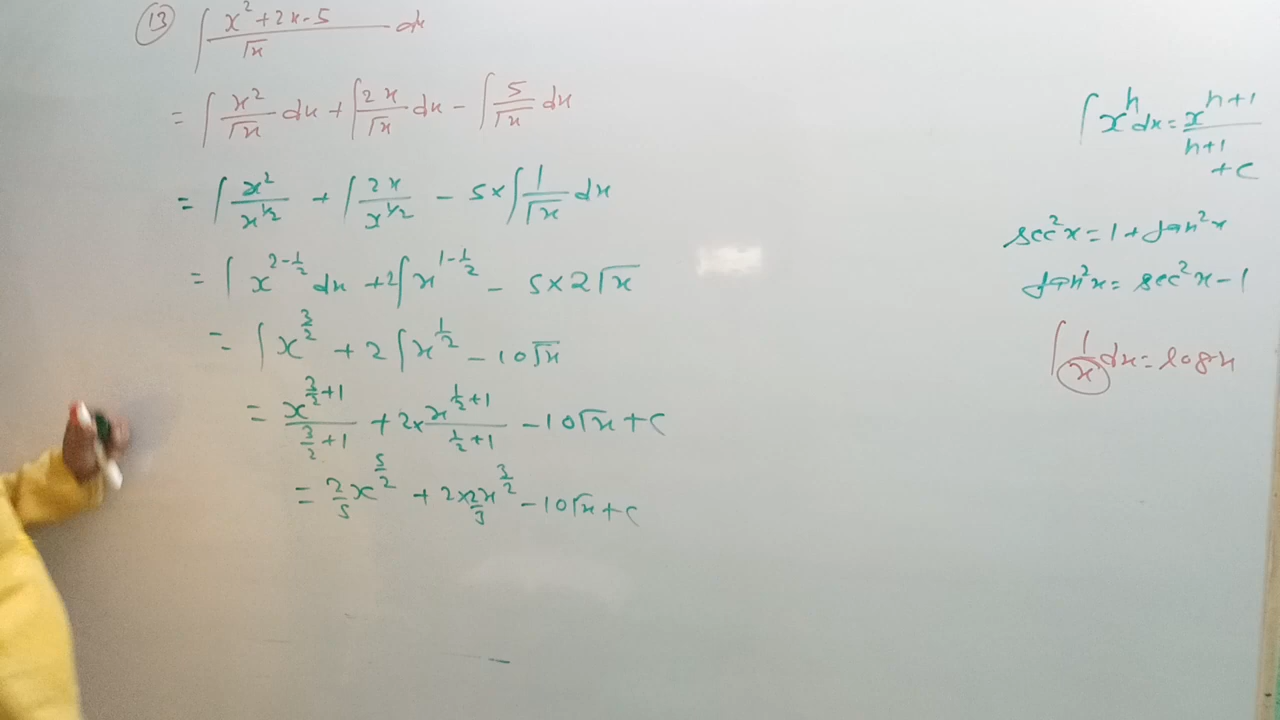 (13) ∫ x²+2x-5 / √x dx
= ∫ x²/√x dx + ∫ 2x/√x dx - ∫ 5/√x dx
= ∫ x²/x^½ + ∫ 2x/x^½ - 5×∫ 1/√x dx
= ∫ x^(2-½) dx + 2∫ x^(1-½) - 5×2√x
= ∫ x^(3/2) + 2∫ x^(1/2) - 10√x
= x^(3/2+1) / (3/2+1) + 2× x^(1/2+1) / (1/2+1) - 10√x + c
= 2/5 x^(5/2) + 2×2/3 x^(3/2) - 10√x + c
∫ x^n dx = x^(n+1) / (n+1)
+ c
sec²x = 1 + tan²x
tan²x = sec²x - 1
∫ 1/x dx = log x